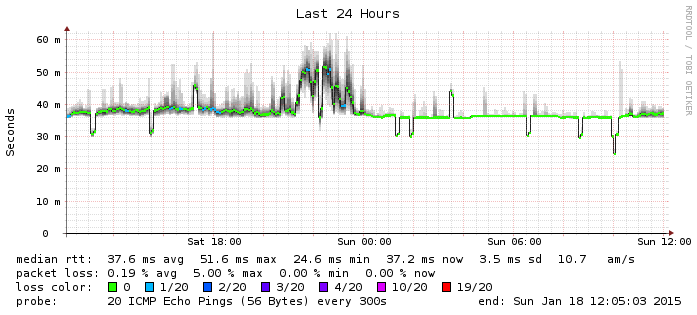 Last 24 Hours
RRDTOOL / TOBI OETIKER
60 m
50 m
40 m
30 m
20 m
10 m
0
Seconds
Sat 18:00 Sun 00:00 Sun 06:00 Sun 12:00
median rtt: 37.6 ms avg 51.6 ms max 24.6 ms min 37.2 ms now 3.5 ms sd 10.7 am/s
packet loss: 0.19 % avg 5.00 % max 0.00 % min 0.00 % now
loss color: 0 1/20 2/20 3/20 4/20 10/20 19/20
probe: 20 ICMP Echo Pings (56 Bytes) every 300s end: Sun Jan 18 12:05:03 2015